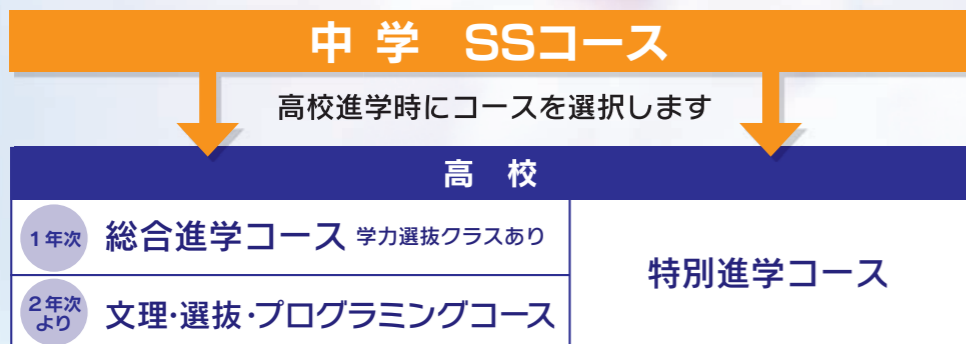 中学 SSコース
高校進学時にコースを選択します
高校
1年次 総合進学コース 学力選抜クラスあり
2年次より 文理・選抜・プログラミングコース
特別進学コース